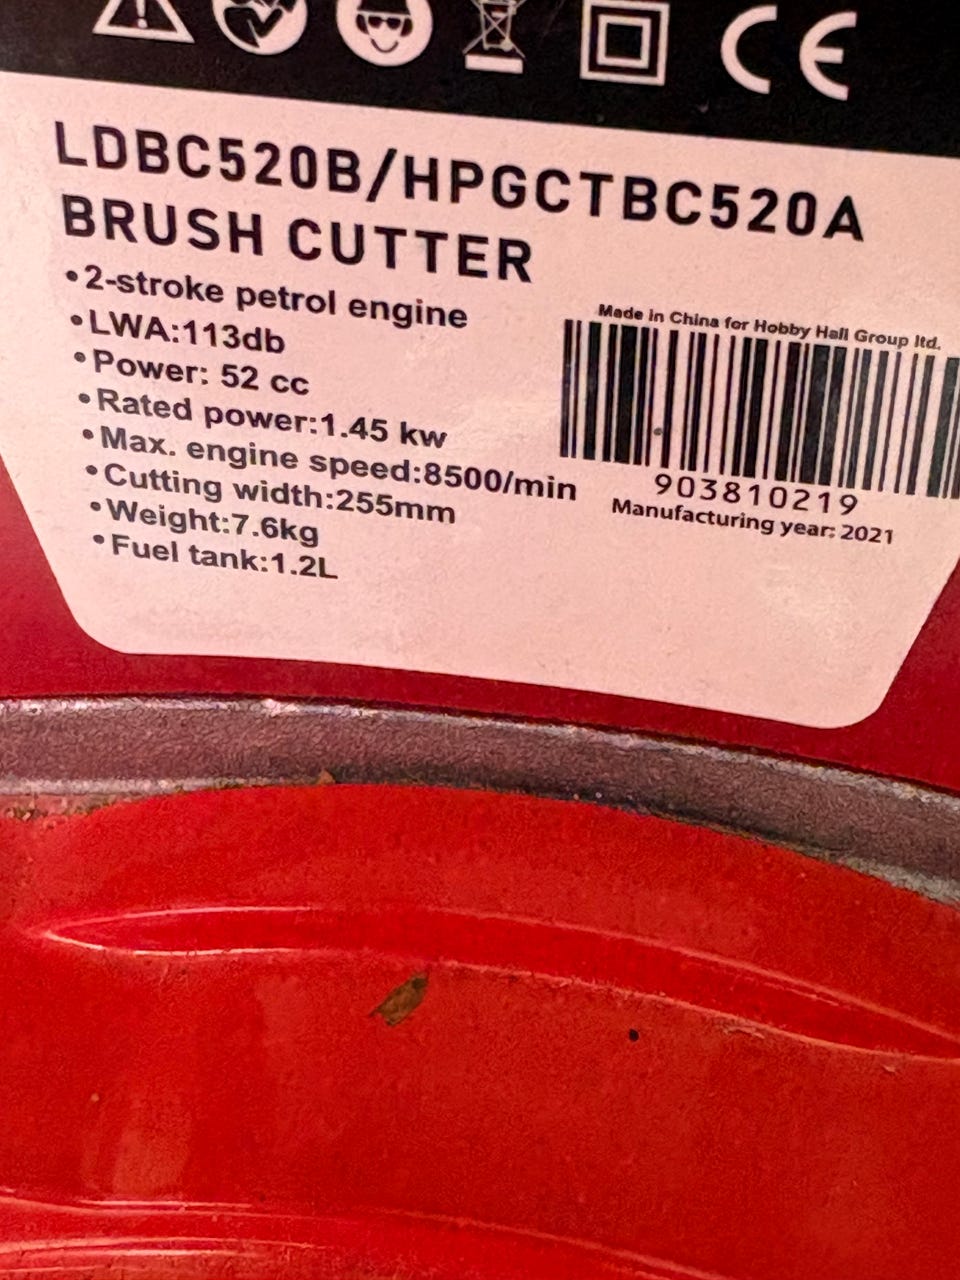 CE
LDBC520B/HPGCTBC520A
BRUSH CUTTER
•2-stroke petrol engine
•LWA:113db
•Power: 52 cc
•Rated power:1.45 kw
•Max. engine speed:8500/min
•Cutting width:255mm
•Weight:7.6kg
•Fuel tank:1.2L
Made in China for Hobby Hall Group ltd.
903810219
Manufacturing year: 2021